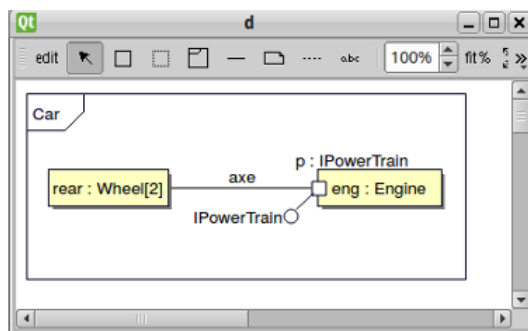 Qt d
edit abc 100% fit% »
Car
p : IPowerTrain
rear : Wheel[2] axe eng : Engine
IPowerTrain